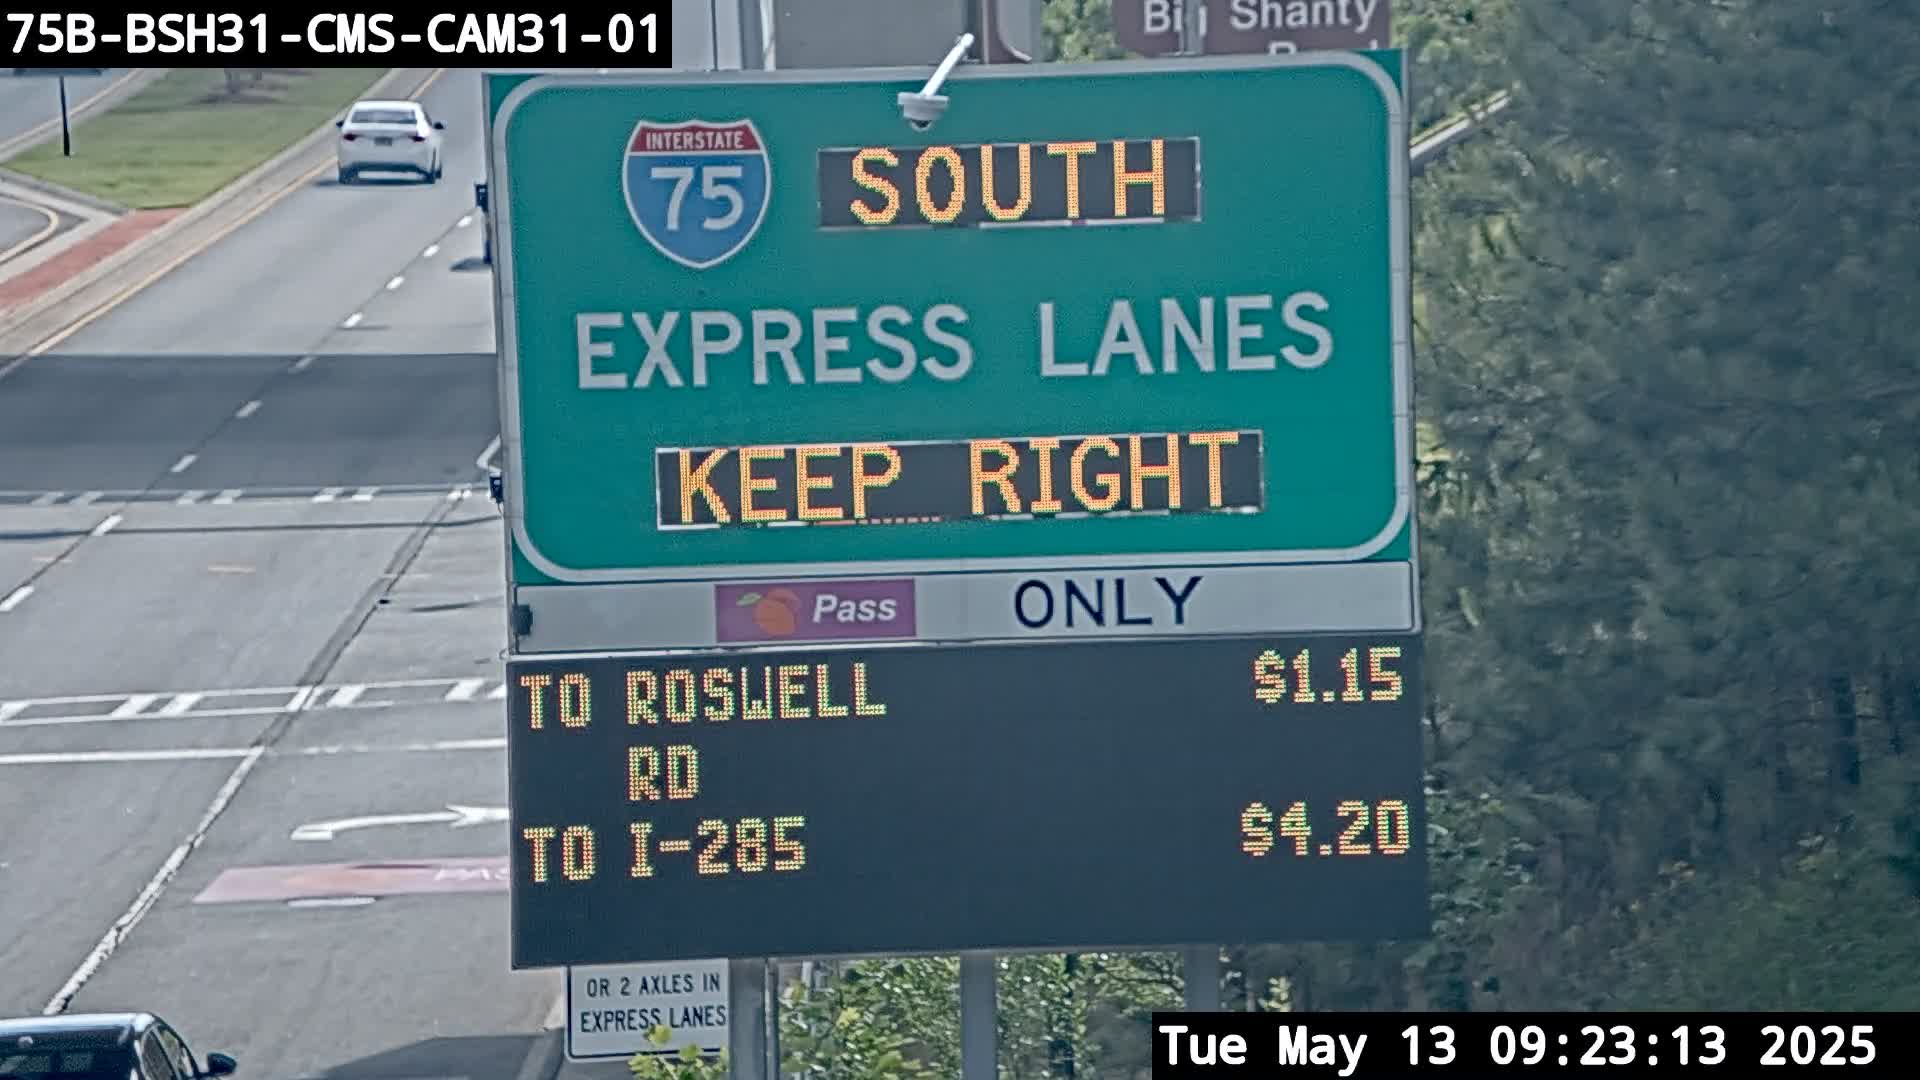 75B-BSH31-CMS-CAM31-01
Big Shanty
INTERSTATE
75
SOUTH
EXPRESS LANES
KEEP RIGHT
Pass ONLY
TO ROSWELL $1.15
RD
TO I-285 $4.20
OR 2 AXLES IN
EXPRESS LANES
Tue May 13 09:23:13 2025